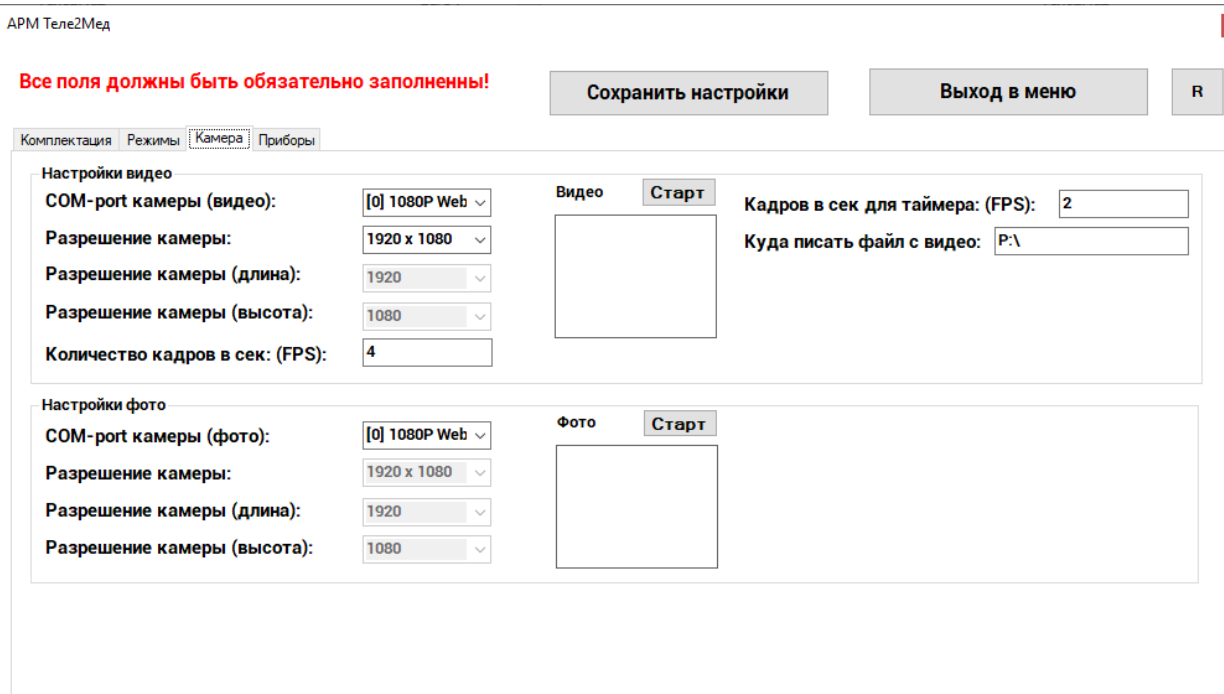 АРМ Теле2Мед
Все поля должны быть обязательно заполненны!
Сохранить настройки
Выход в меню
R
Комплектация Режимы Камера Приборы
Настройки видео
COM-port камеры (видео): [0] 1080P Web
Разрешение камеры: 1920 x 1080
Разрешение камеры (длина): 1920
Разрешение камеры (высота): 1080
Количество кадров в сек: (FPS): 4
Видео Старт
Кадров в сек для таймера: (FPS): 2
Куда писать файл с видео: P:\
Настройки фото
COM-port камеры (фото): [0] 1080P Web
Разрешение камеры: 1920 x 1080
Разрешение камеры (длина): 1920
Разрешение камеры (высота): 1080
Фото Старт